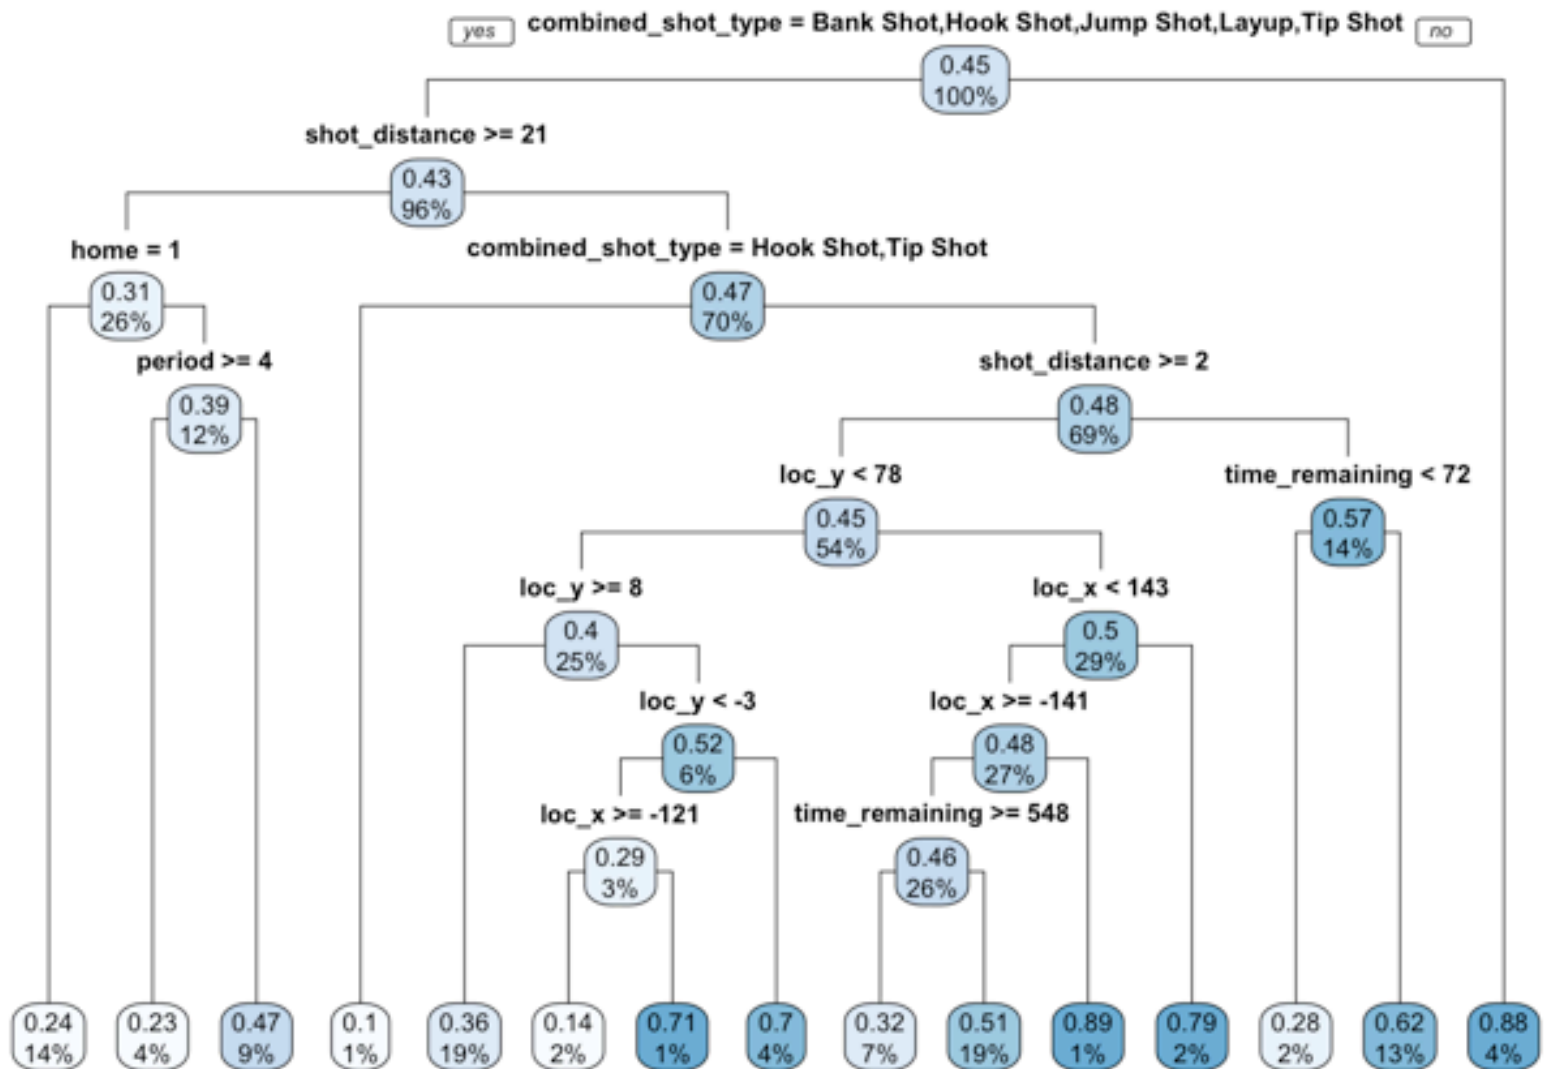 yes combined_shot_type = Bank Shot,Hook Shot,Jump Shot,Layup,Tip Shot no
0.45
100%
shot_distance >= 21
0.43
96%
home = 1 combined_shot_type = Hook Shot,Tip Shot
0.31 0.47
26% 70%
period >= 4 shot_distance >= 2
0.39 0.48
12% 69%
loc_y < 78 time_remaining < 72
0.45 0.57
54% 14%
loc_y >= 8 loc_x < 143
0.4 0.5
25% 29%
loc_y < -3 loc_x >= -141
0.52 0.48
6% 27%
loc_x >= -121 time_remaining >= 548
0.29 0.46
3% 26%
0.24 0.23 0.47 0.1 0.36 0.14 0.71 0.7 0.32 0.51 0.89 0.79 0.28 0.62 0.88
14% 4% 9% 1% 19% 2% 1% 4% 7% 19% 1% 2% 2% 13% 4%